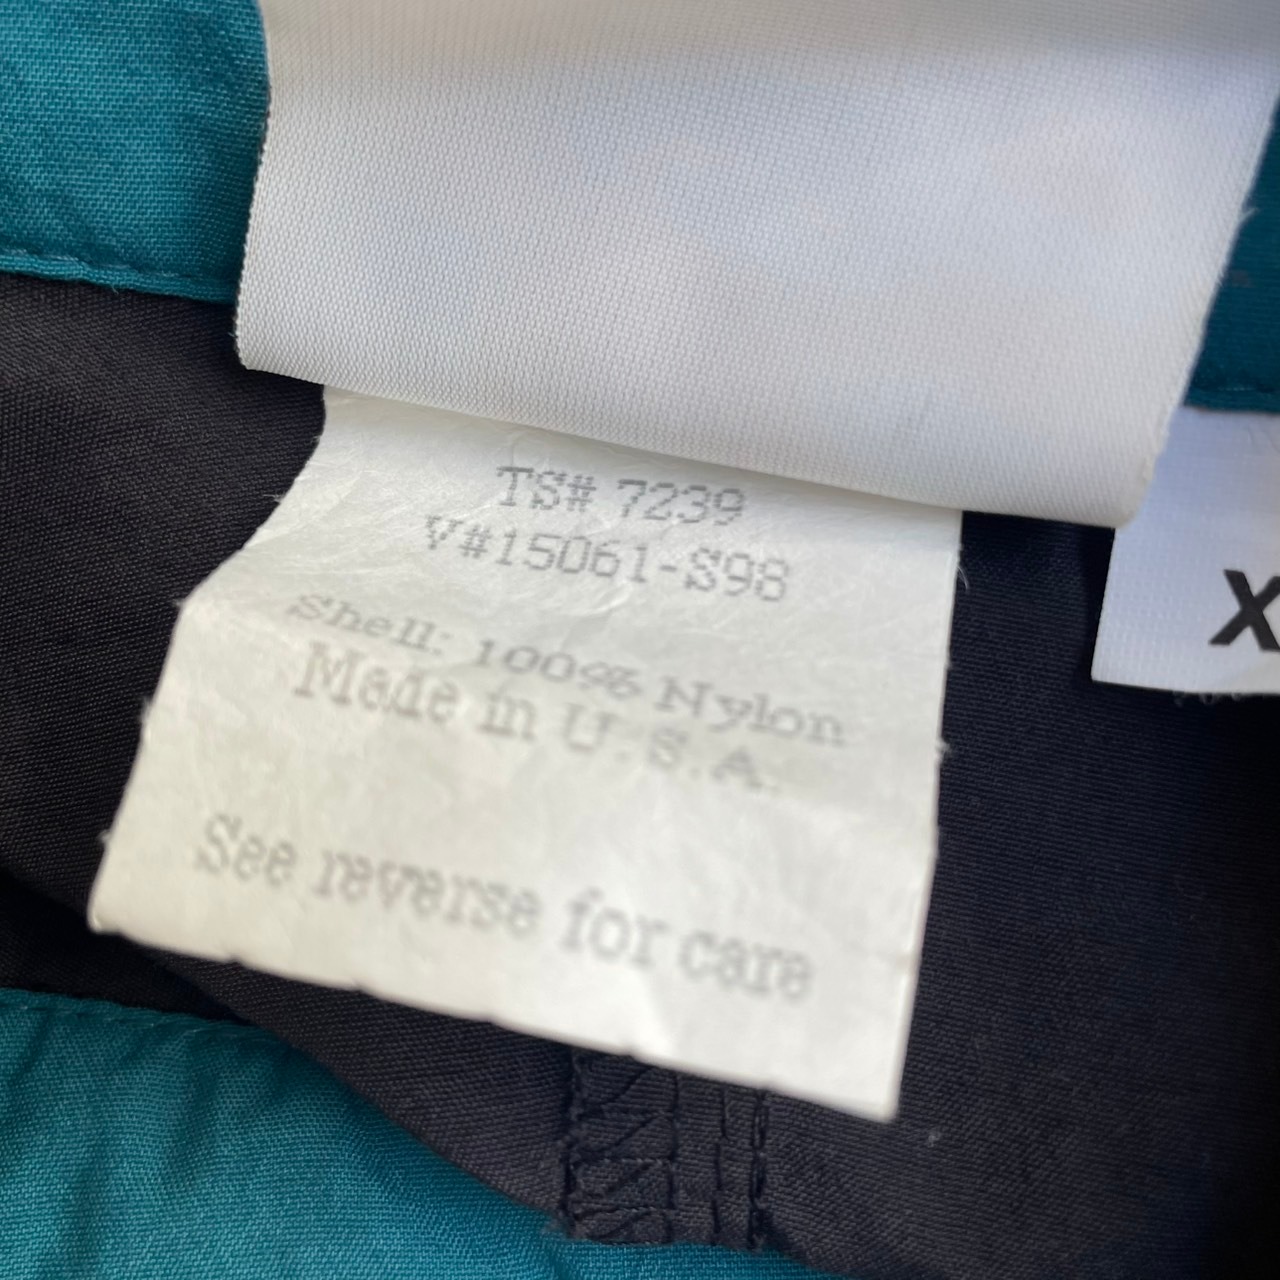 TS# 7239
V#15061-S98
Shell: 100% Nylon
Made in U.S.A.
See reverse for care
X